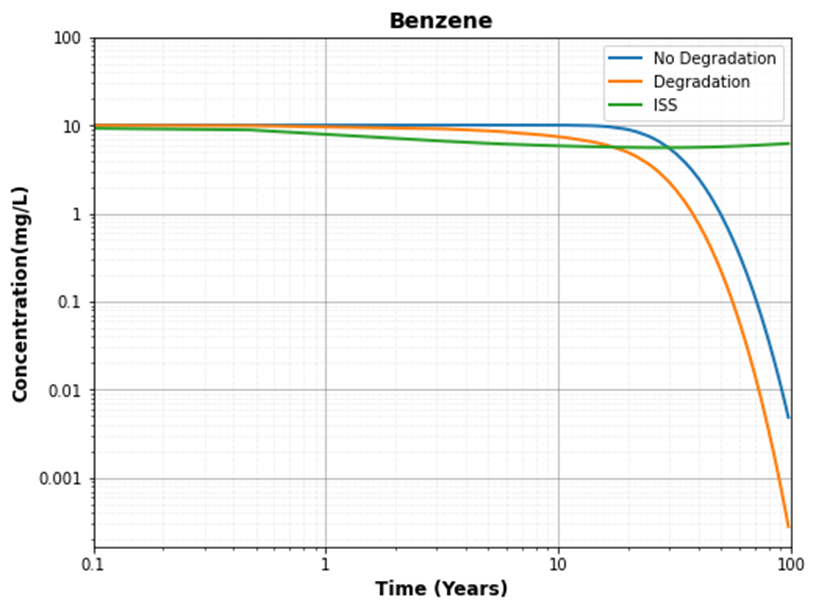 Benzene
100
10
1
0.1
0.01
0.001
Concentration(mg/L)
No Degradation
Degradation
ISS
0.1 1 10 100
Time (Years)